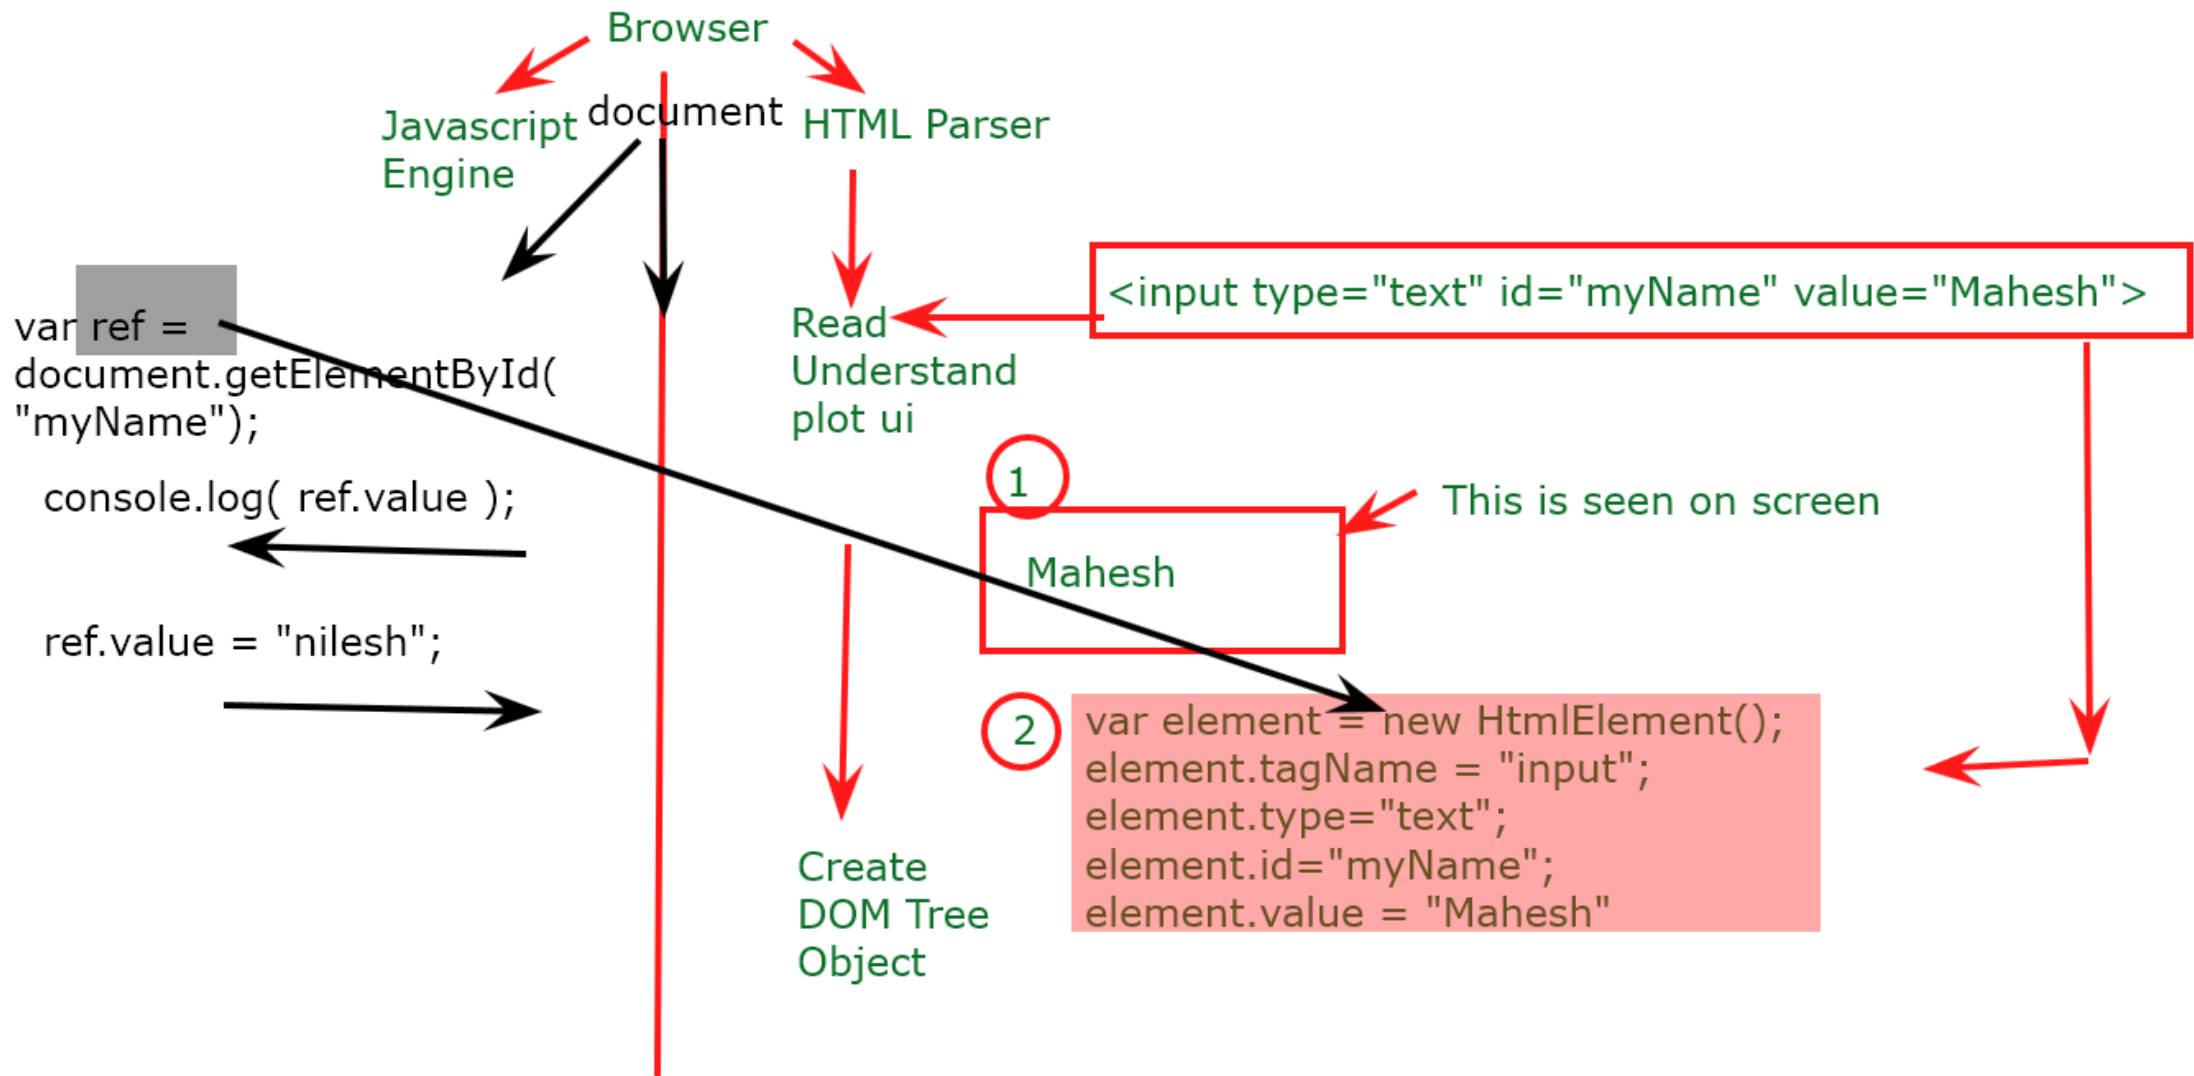 Browser
Javascript
Engine
document
HTML Parser
var ref =
document.getElementById(
"myName");
console.log( ref.value );
ref.value = "nilesh";
Read
Understand
plot ui
<input type="text" id="myName" value="Mahesh">
1
This is seen on screen
Mahesh
2
var element = new HtmlElement();
element.tagName = "input";
element.type="text";
element.id="myName";
element.value = "Mahesh"
Create
DOM Tree
Object